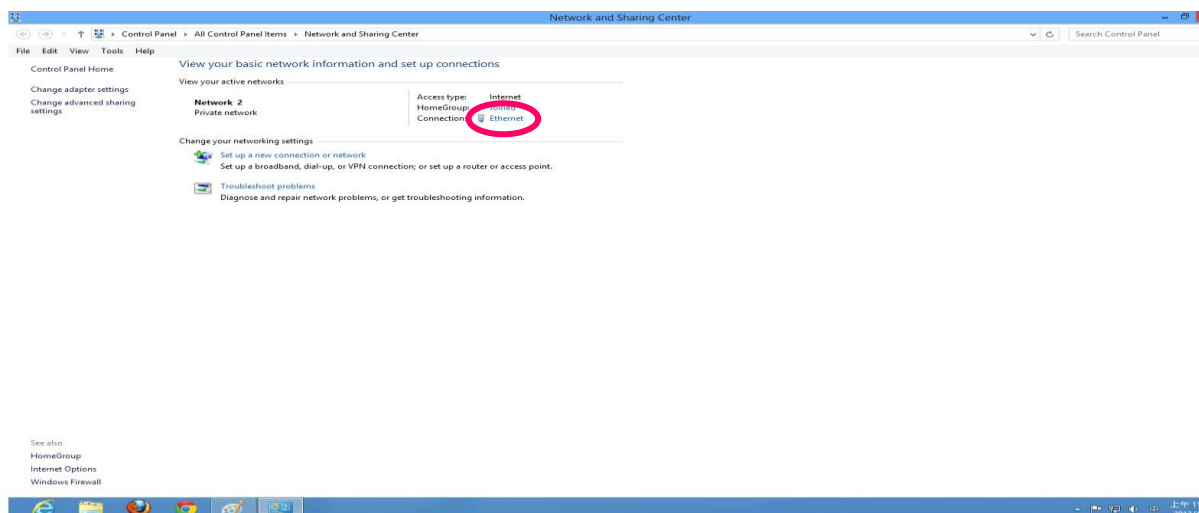 Network and Sharing Center
Control Panel ▸ All Control Panel Items ▸ Network and Sharing Center
Search Control Panel
File Edit View Tools Help
Control Panel Home
Change adapter settings
Change advanced sharing
settings
View your basic network information and set up connections
View your active networks
Network 2
Private network
Access type: Internet
HomeGroup: Joined
Connections: Ethernet
Change your networking settings
Set up a new connection or network
Set up a broadband, dial-up, or VPN connection; or set up a router or access point.
Troubleshoot problems
Diagnose and repair network problems, or get troubleshooting information.
See also
HomeGroup
Internet Options
Windows Firewall
上午 11